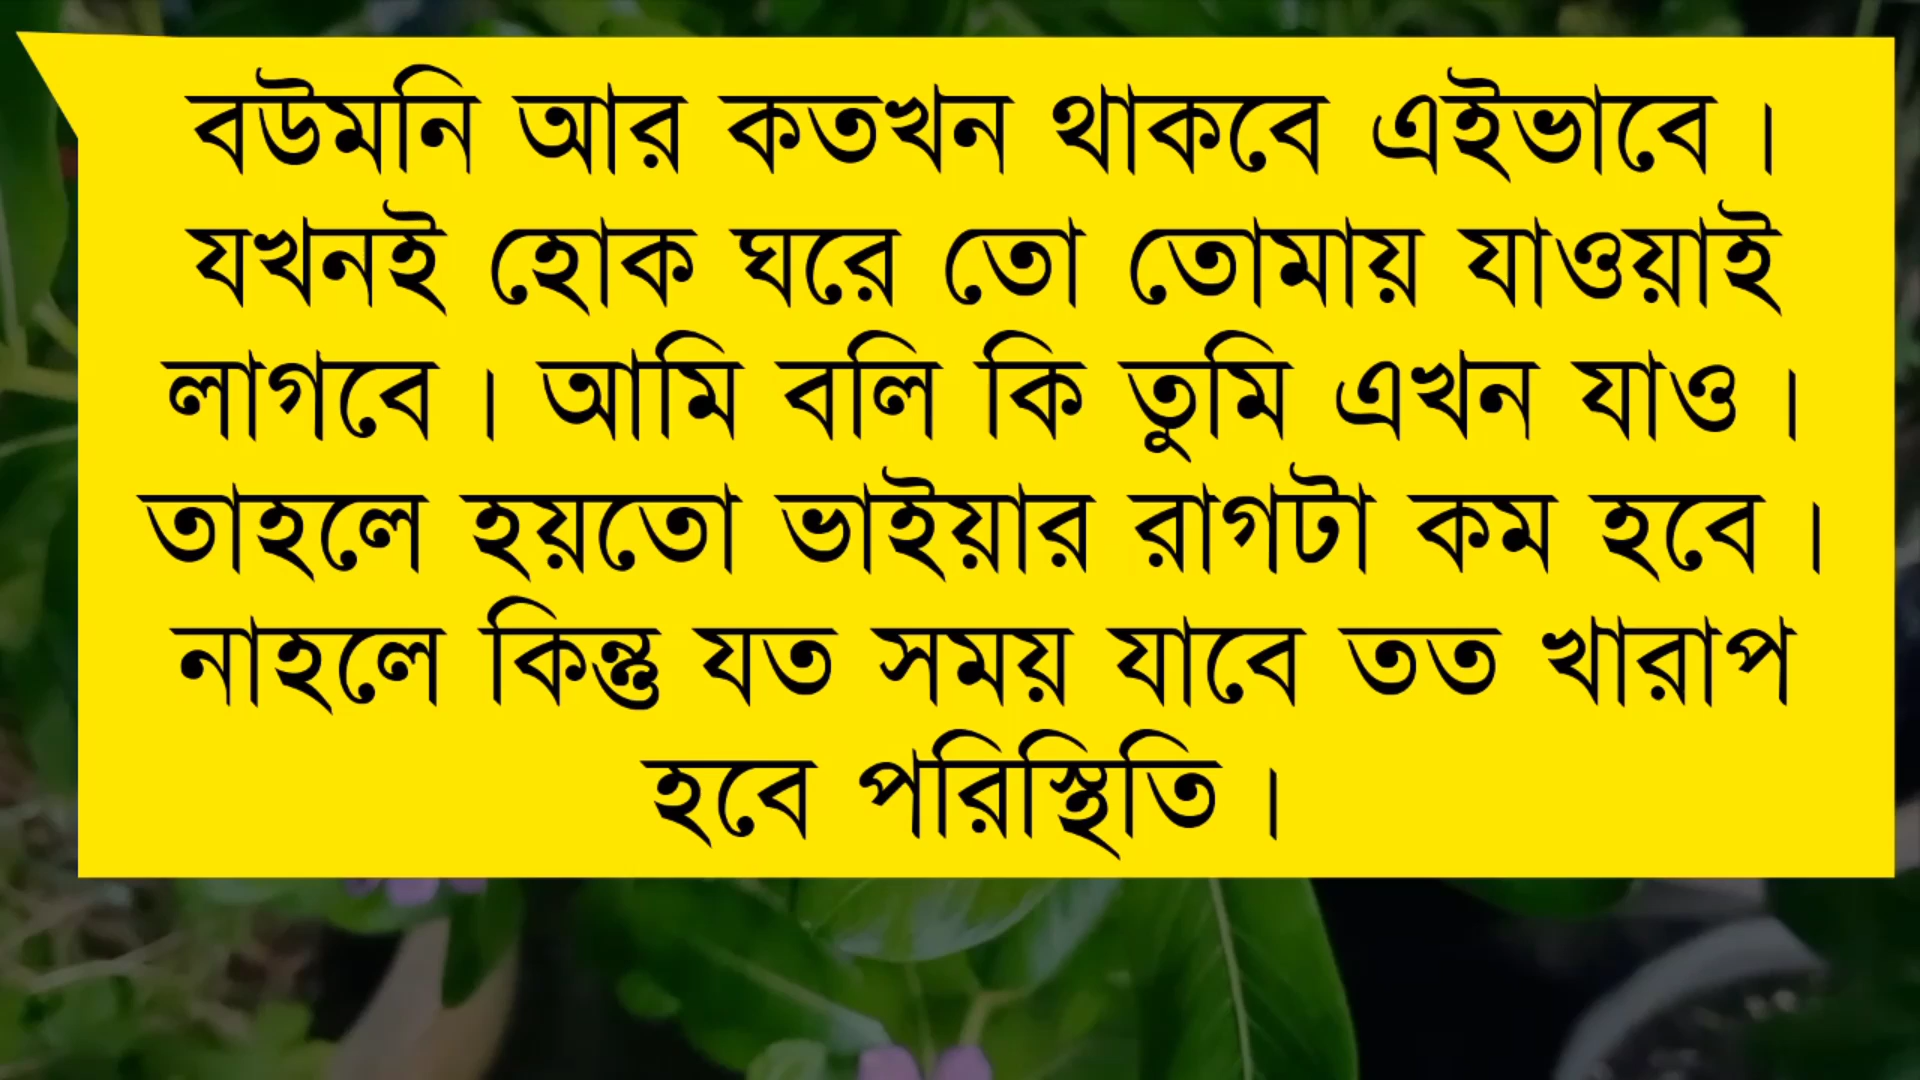 বউমনি আর কতখন থাকবে এইভাবে ।
যখনই হোক ঘরে তো তোমায় যাওয়াই
লাগবে । আমি বলি কি তুমি এখন যাও ।
তাহলে হয়তো ভাইয়ার রাগটা কম হবে ।
নাহলে কিন্তু যত সময় যাবে তত খারাপ
হবে পরিস্থিতি ।